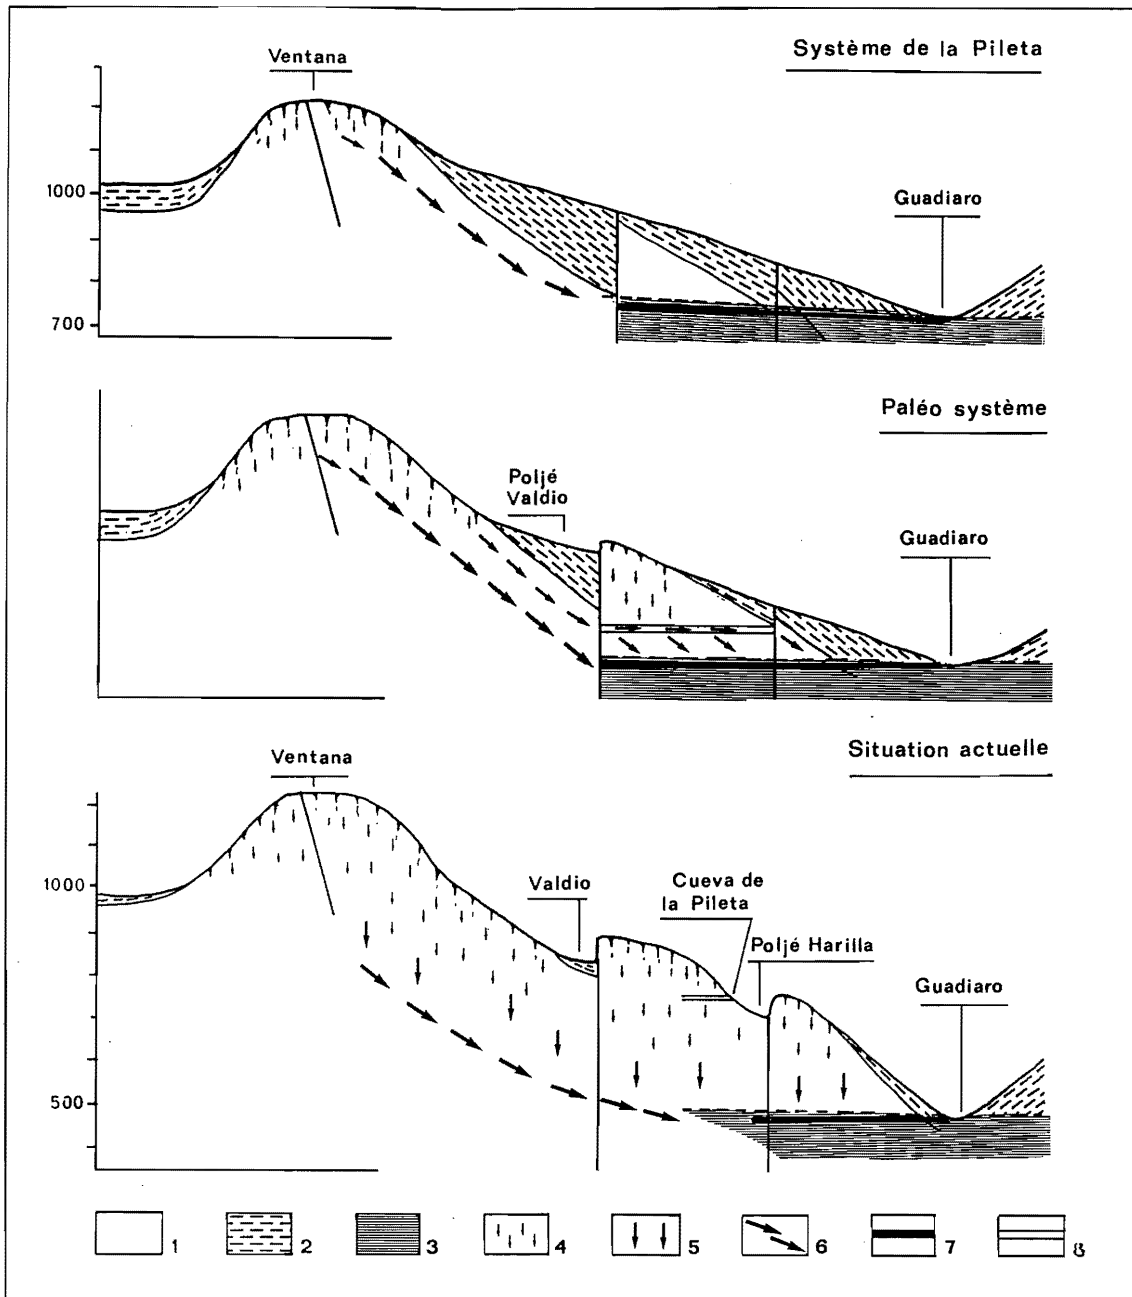 Système de la Pileta
Ventana
Guadiaro
1000
700
Paléo système
Poljé
Valdio
Guadiaro
Situation actuelle
Ventana
Valdio
Cueva de
la Pileta
Poljé Harilla
Guadiaro
1000
500
1 2 3 4 5 6 7 8